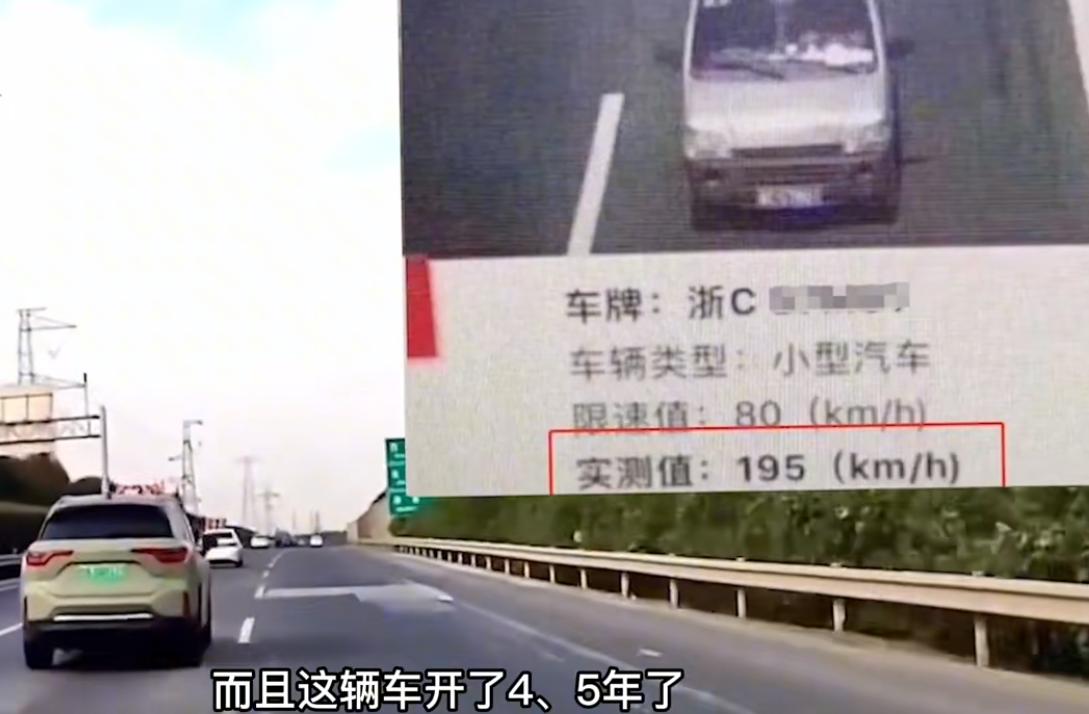 车牌：浙C
车辆类型：小型汽车
限速值：80（km/h）
实测值：195（km/h）
而且这辆车开了4、5年了